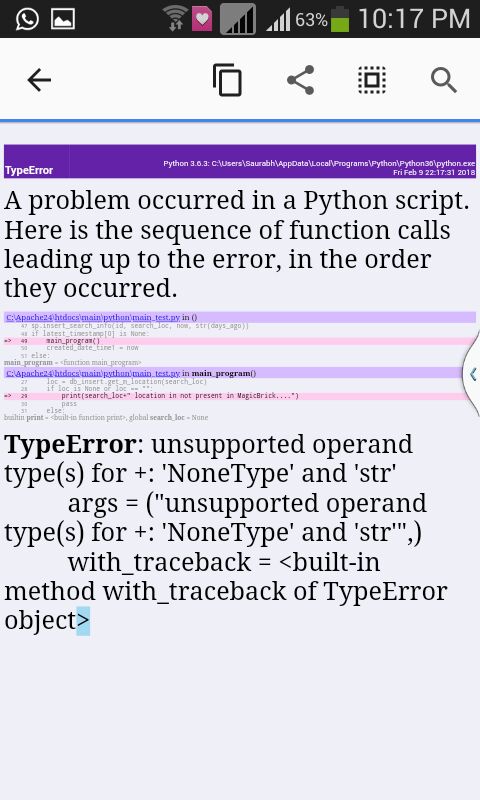 63% 10:17 PM
TypeError
Python 3.6.3: C:\Users\Saurabh\AppData\Local\Programs\Python\Python36\python.exe
Fri Feb 9 22:17:31 2018
A problem occurred in a Python script.
Here is the sequence of function calls
leading up to the error, in the order
they occurred.
C:\Apache24\htdocs\main\python\main_test.py in ()
47 sp.insert_search_info(id, search_loc, now, str(days_ago))
48 if latest_timestamp[0] is None:
=> 49 main_program()
50 created_date_time1 = now
51 else:
main_program = <function main_program>
C:\Apache24\htdocs\main\python\main_test.py in main_program()
27 loc = db_insert.get_m_location(search_loc)
28 if loc is None or loc == "":
=> 29 print(search_loc+" location in not present in MagicBrick....")
30 pass
31 else:
builtin print = <built-in function print>, global search_loc = None
TypeError: unsupported operand
type(s) for +: 'NoneType' and 'str'
args = ("unsupported operand
type(s) for +: 'NoneType' and 'str'",)
with_traceback = <built-in
method with_traceback of TypeError
object>